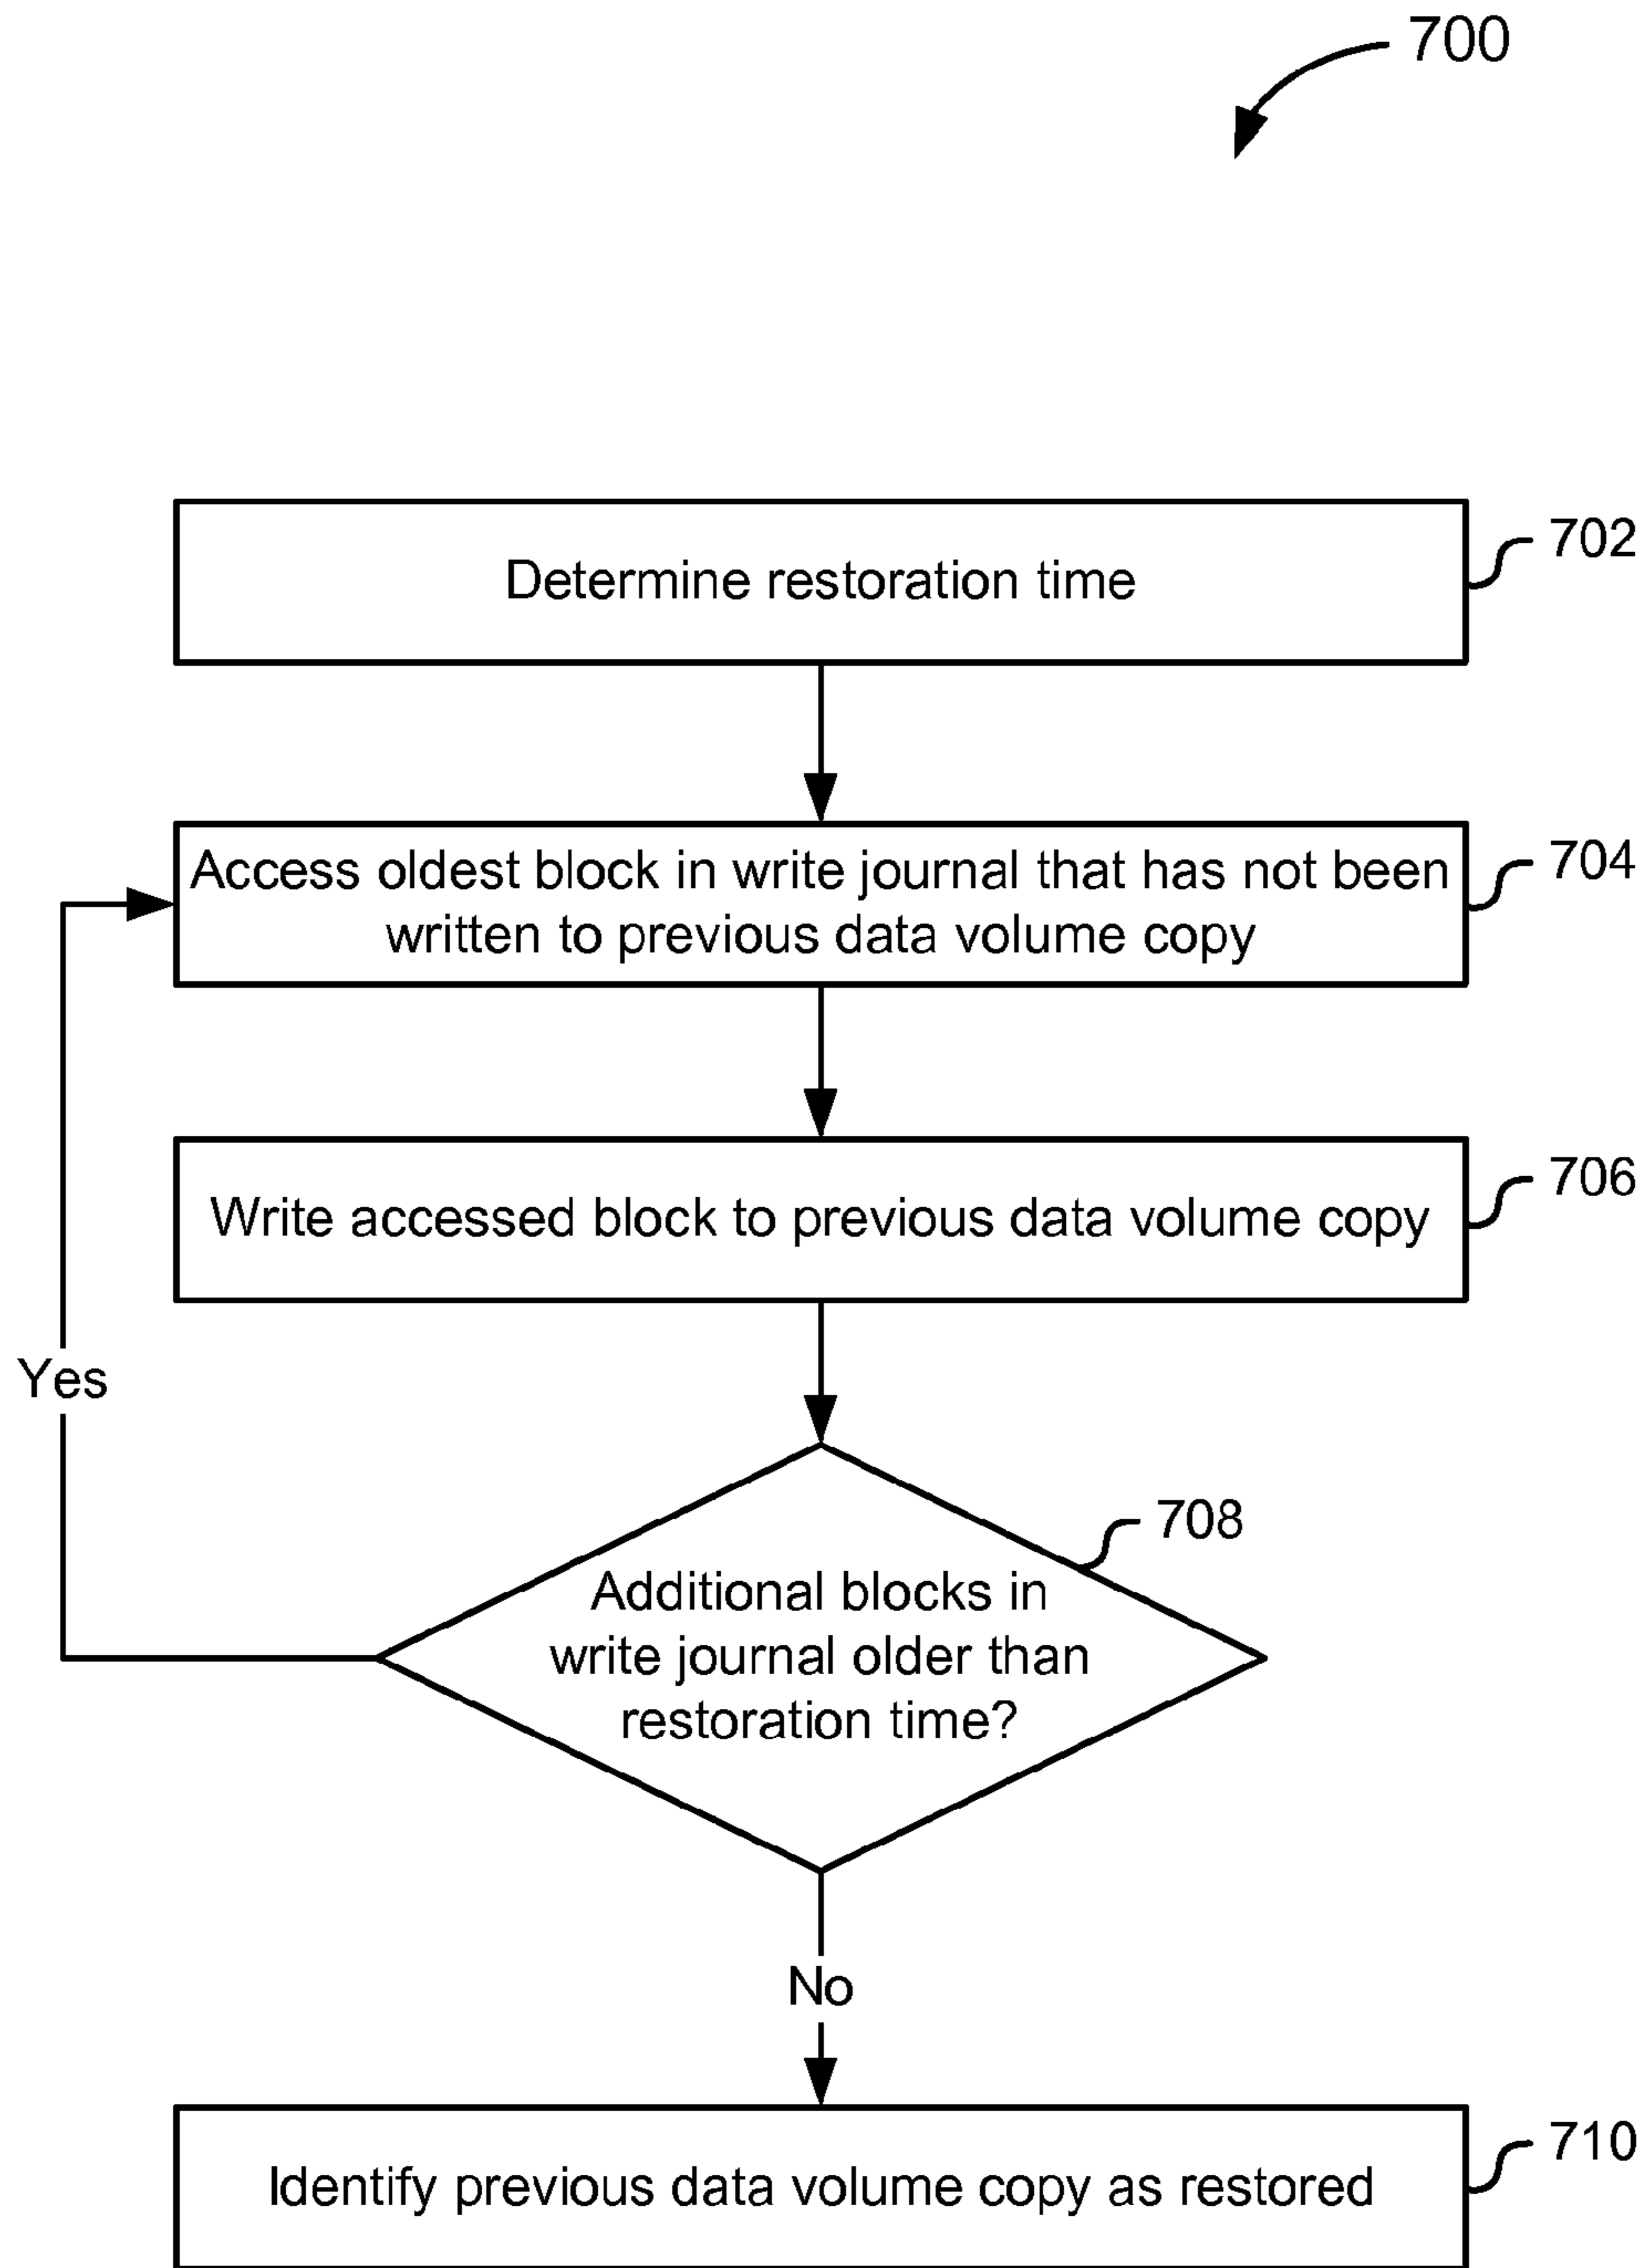 700
Determine restoration time
702
Access oldest block in write journal that has not been
written to previous data volume copy
704
Write accessed block to previous data volume copy
706
Yes
708
Additional blocks in
write journal older than
restoration time?
No
Identify previous data volume copy as restored
710